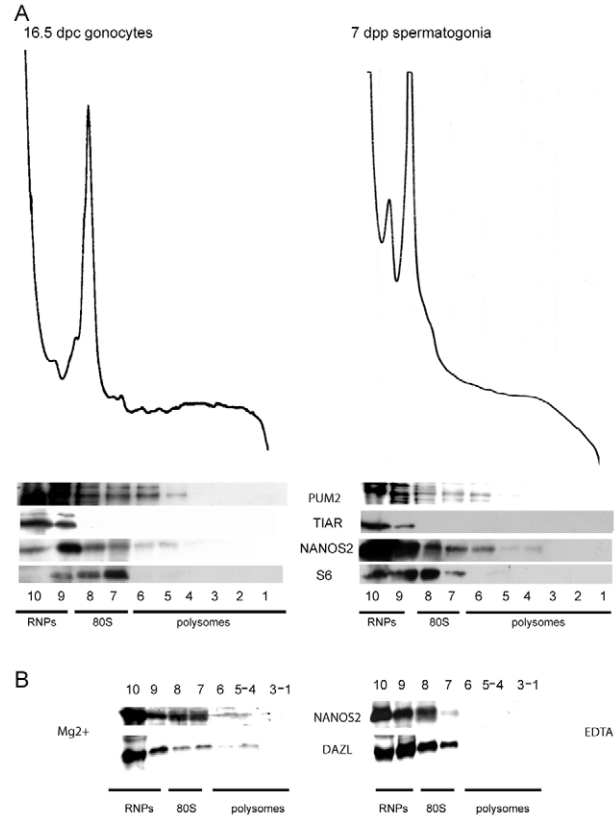 A
16.5 dpc gonocytes
7 dpp spermatogonia
PUM2
TIAR
NANOS2
S6
10 9 8 7 6 5 4 3 2 1
10 9 8 7 6 5 4 3 2 1
RNPs 80S polysomes
RNPs 80S polysomes
B
10 9 8 7 6 5-4 3-1
10 9 8 7 6 5-4 3-1
Mg2+
NANOS2
DAZL
EDTA
RNPs 80S polysomes
RNPs 80S polysomes